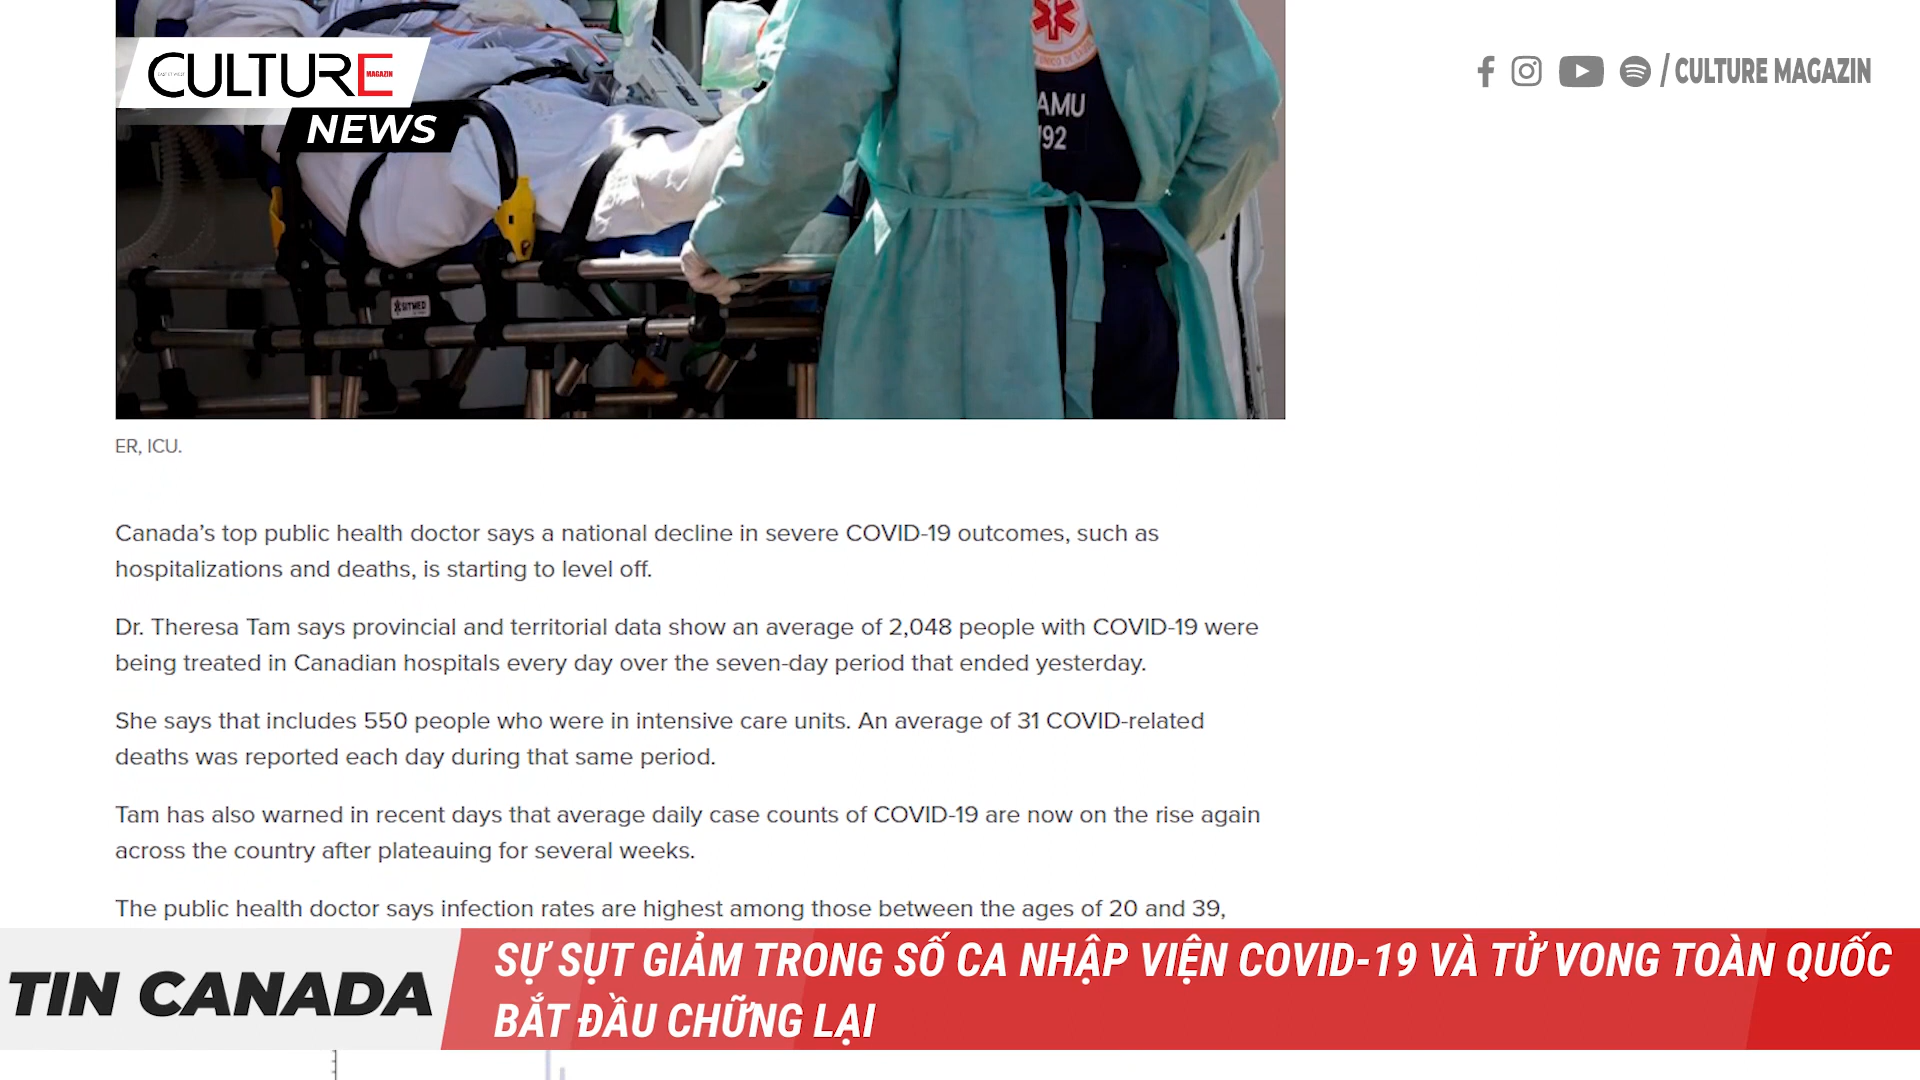 CULTURE
MAGAZIN
NEWS
/ CULTURE MAGAZIN
AMU
192
SITMED
ER, ICU.
Canada’s top public health doctor says a national decline in severe COVID-19 outcomes, such as
hospitalizations and deaths, is starting to level off.
Dr. Theresa Tam says provincial and territorial data show an average of 2,048 people with COVID-19 were
being treated in Canadian hospitals every day over the seven-day period that ended yesterday.
She says that includes 550 people who were in intensive care units. An average of 31 COVID-related
deaths was reported each day during that same period.
Tam has also warned in recent days that average daily case counts of COVID-19 are now on the rise again
across the country after plateauing for several weeks.
The public health doctor says infection rates are highest among those between the ages of 20 and 39,
TIN CANADA
SỰ SỤT GIẢM TRONG SỐ CA NHẬP VIỆN COVID-19 VÀ TỬ VONG TOÀN QUỐC
BẮT ĐẦU CHỮNG LẠI